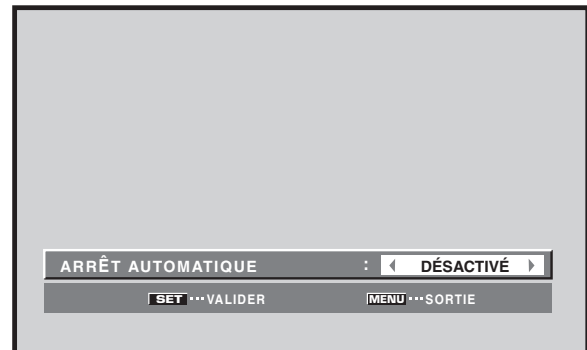 ARRÊT AUTOMATIQUE : DÉSACTIVÉ
SET ··· VALIDER MENU ··· SORTIE